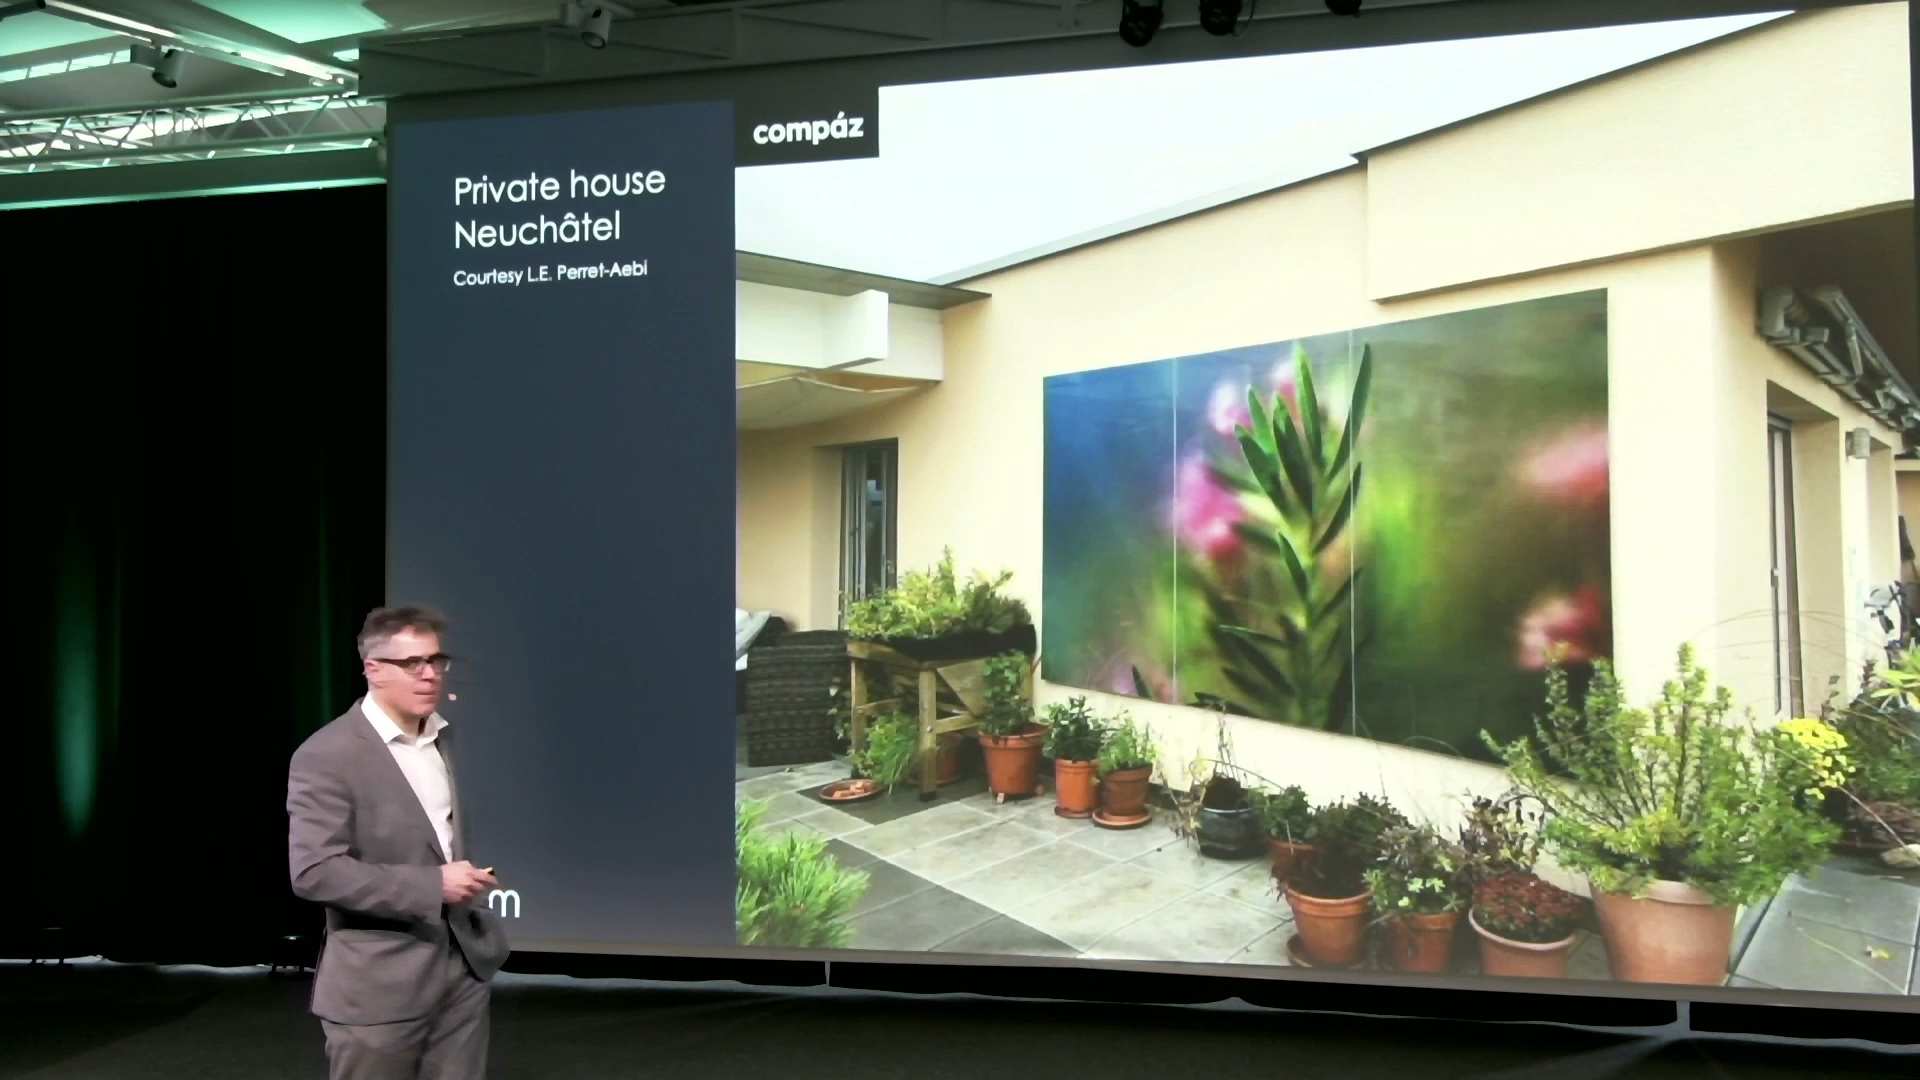 compáz
Private house
Neuchâtel
Courtesy L.E. Perret-Aebi
m